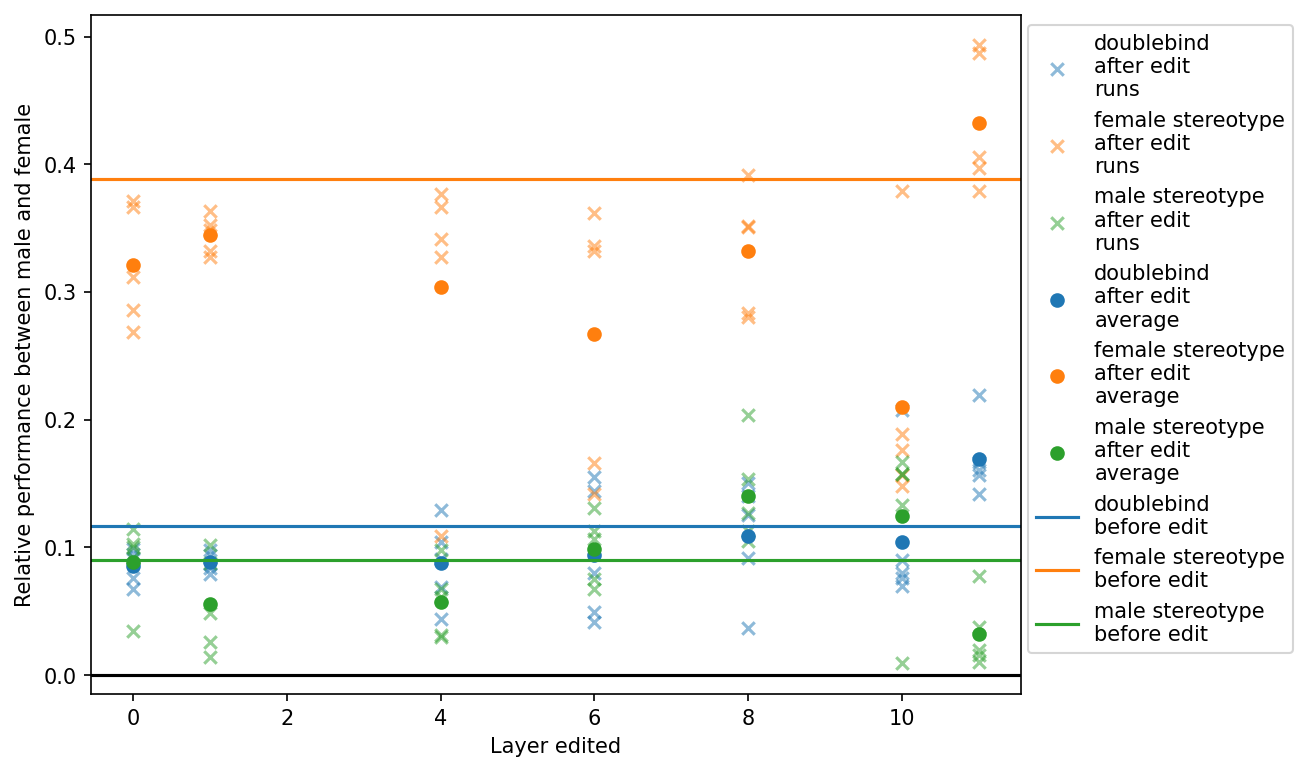 0.5
0.4
0.3
0.2
0.1
0.0
Relative performance between male and female
0
2
4
6
8
10
Layer edited
doublebind
after edit
runs
female stereotype
after edit
runs
male stereotype
after edit
runs
doublebind
after edit
average
female stereotype
after edit
average
male stereotype
after edit
average
doublebind
before edit
female stereotype
before edit
male stereotype
before edit